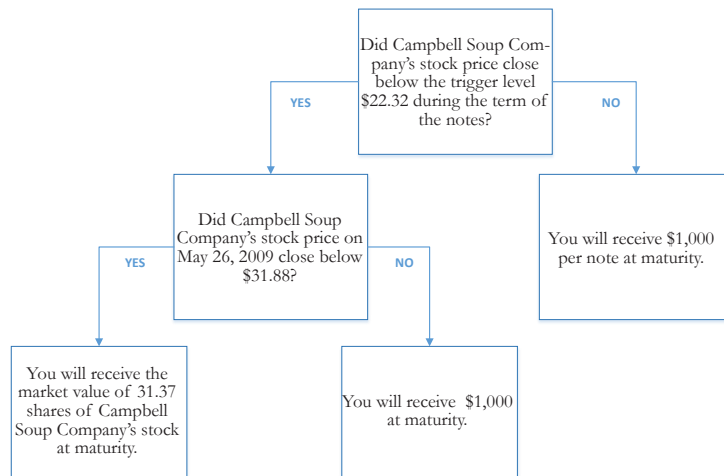 Did Campbell Soup Com-
pany's stock price close
below the trigger level
$22.32 during the term of
the notes?
YES
NO
Did Campbell Soup
Company's stock price on
May 26, 2009 close below
$31.88?
You will receive $1,000
per note at maturity.
YES
NO
You will receive the
market value of 31.37
shares of Campbell
Soup Company's stock
at maturity.
You will receive  $1,000
at maturity.